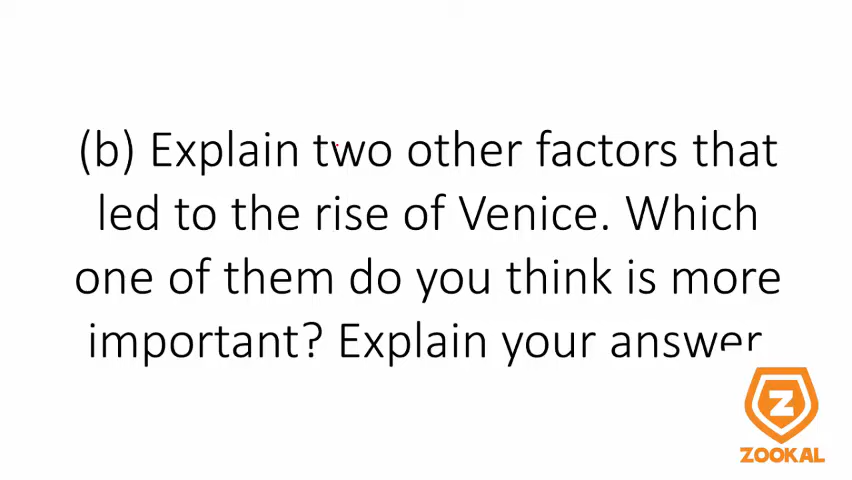 (b) Explain two other factors that
led to the rise of Venice. Which
one of them do you think is more
important? Explain your answer
ZOOKAL